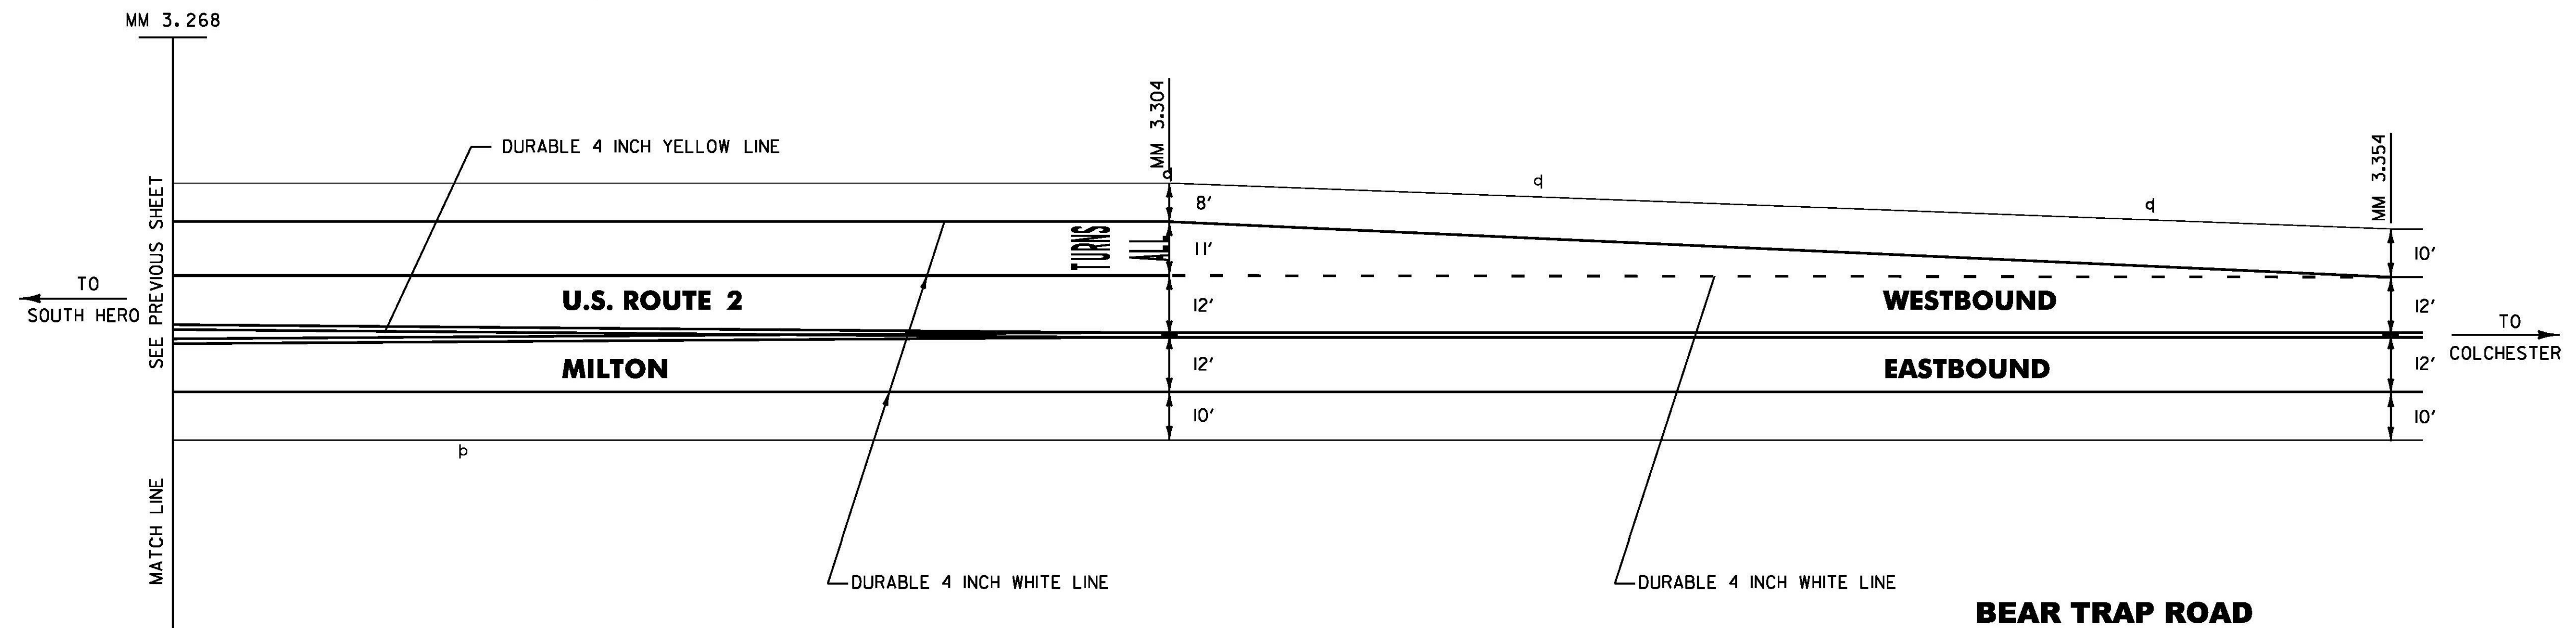 MM 3.268
MM 3.304
MM 3.354
DURABLE 4 INCH YELLOW LINE
SEE PREVIOUS SHEET
MATCH LINE
TO
SOUTH HERO
U.S. ROUTE 2
MILTON
TURNS
ALL
8'
11'
12'
12'
10'
WESTBOUND
EASTBOUND
10'
12'
12'
10'
TO
COLCHESTER
DURABLE 4 INCH WHITE LINE
DURABLE 4 INCH WHITE LINE
BEAR TRAP ROAD